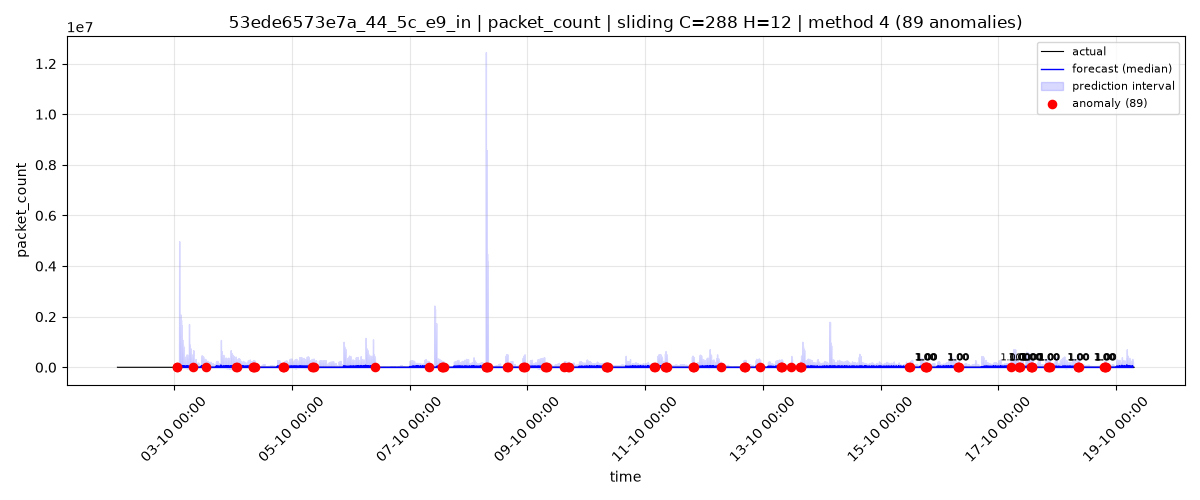 53ede6573e7a_44_5c_e9_in | packet_count | sliding C=288 H=12 | method 4 (89 anomalies)
1e7
actual
forecast (median)
prediction interval
anomaly (89)
1.2
1.0
0.8
0.6
0.4
0.2
0.0
packet_count
1.00 1.00 1.00 1.00 1.00 1.00
03-10 00:00
05-10 00:00
07-10 00:00
09-10 00:00
11-10 00:00
13-10 00:00
15-10 00:00
17-10 00:00
19-10 00:00
time